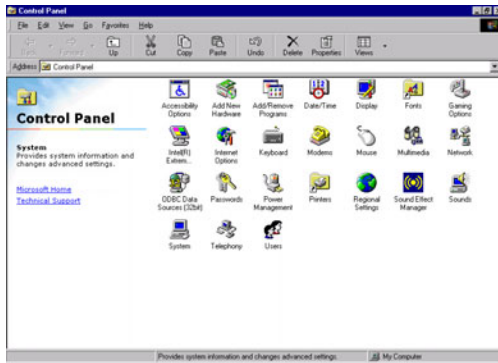 Control Panel
File Edit View Go Favorites Help
Back Forward Up Cut Copy Paste Undo Delete Properties Views
Address Control Panel
Control Panel
System
Provides system information and
changes advanced settings.
Microsoft Home
Technical Support
Accessibility
Options
Add New
Hardware
Add/Remove
Programs
Date/Time
Display
Fonts
Gaming
Options
Intel(R)
Extrem...
Internet
Options
Keyboard
Modems
Mouse
Multimedia
Network
ODBC Data
Sources (32bit)
Passwords
Power
Management
Printers
Regional
Settings
Sound Effect
Manager
Sounds
System
Telephony
Users
Provides system information and changes advanced settings.
My Computer